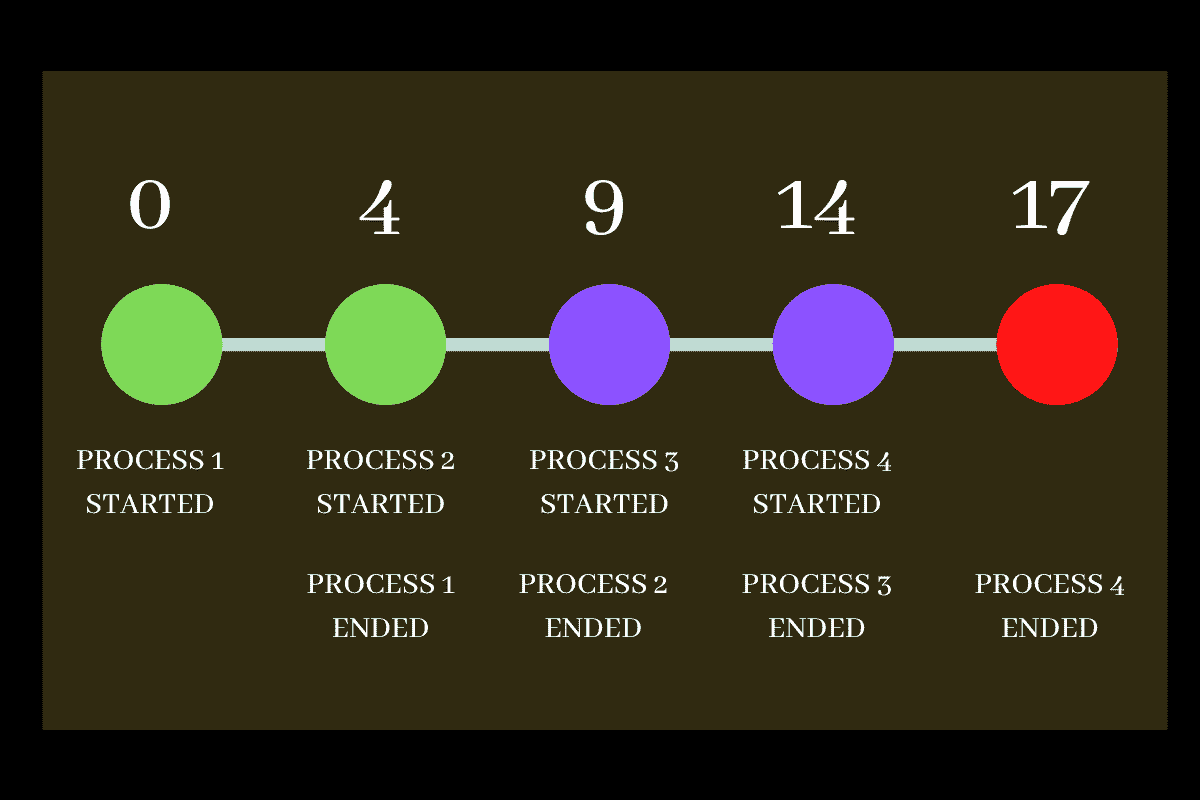 0 4 9 14 17
PROCESS 1 PROCESS 2 PROCESS 3 PROCESS 4
STARTED STARTED STARTED STARTED
PROCESS 1 PROCESS 2 PROCESS 3 PROCESS 4
ENDED ENDED ENDED ENDED